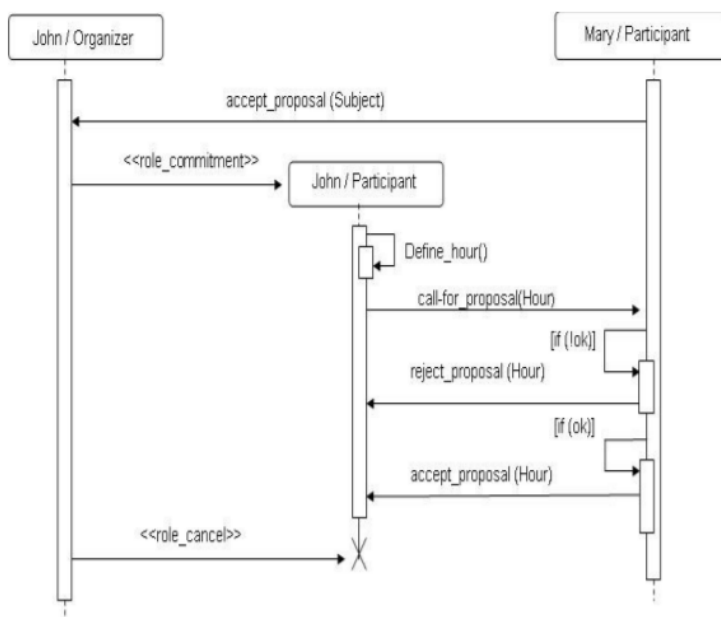 John / Organizer
Mary / Participant
accept_proposal (Subject)
<<role_commitment>>
John / Participant
Define_hour()
call-for_proposal(Hour)
[if (!ok)]
reject_proposal (Hour)
[if (ok)]
accept_proposal (Hour)
<<role_cancel>>